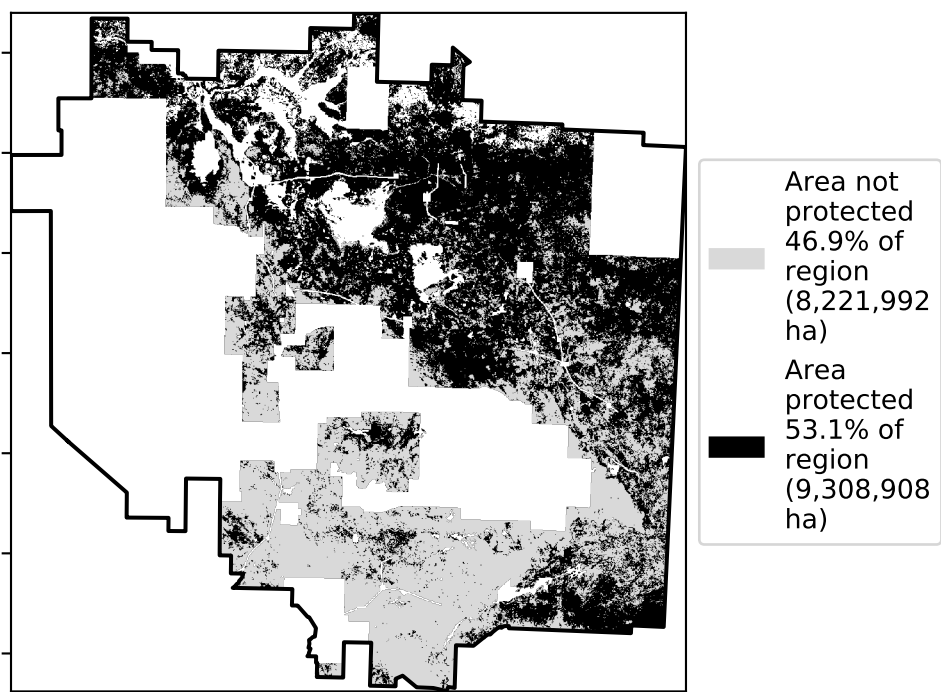 Area not
protected
46.9% of
region
(8,221,992
ha)
Area
protected
53.1% of
region
(9,308,908
ha)